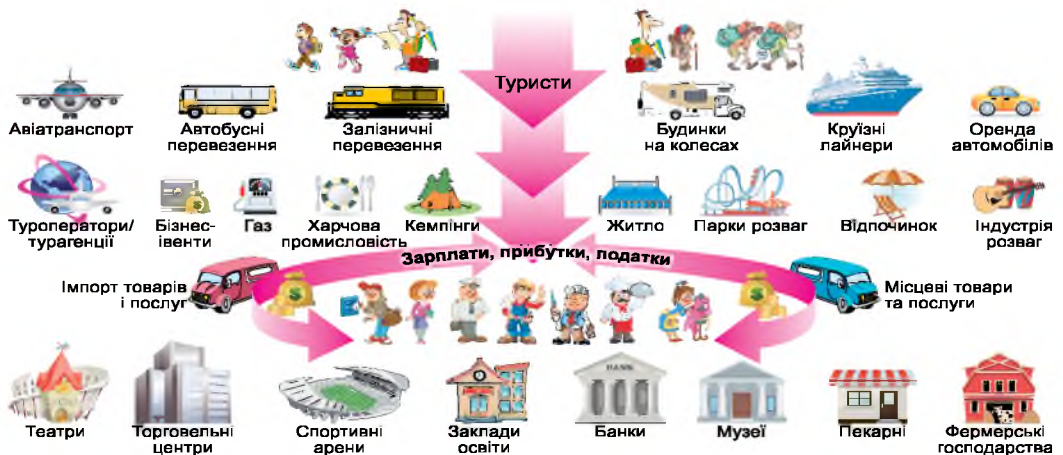 Туристи
Авіатранспорт
Автобусні
перевезення
Залізничні
перевезення
Будинки
на колесах
Круїзні
лайнери
Оренда
автомобілів
Туроператори/
турагенції
Бізнес-
івенти
Газ
Харчова
промисловість
Кемпінги
Житло
Парки розваг
Відпочинок
Індустрія
розваг
Зарплати, прибутки, податки
Імпорт товарів
і послуг
Місцеві товари
та послуги
BANK
Театри
Торговельні
центри
Спортивні
арени
Заклади
освіти
Банки
Музеї
Пекарні
Фермерські
господарства